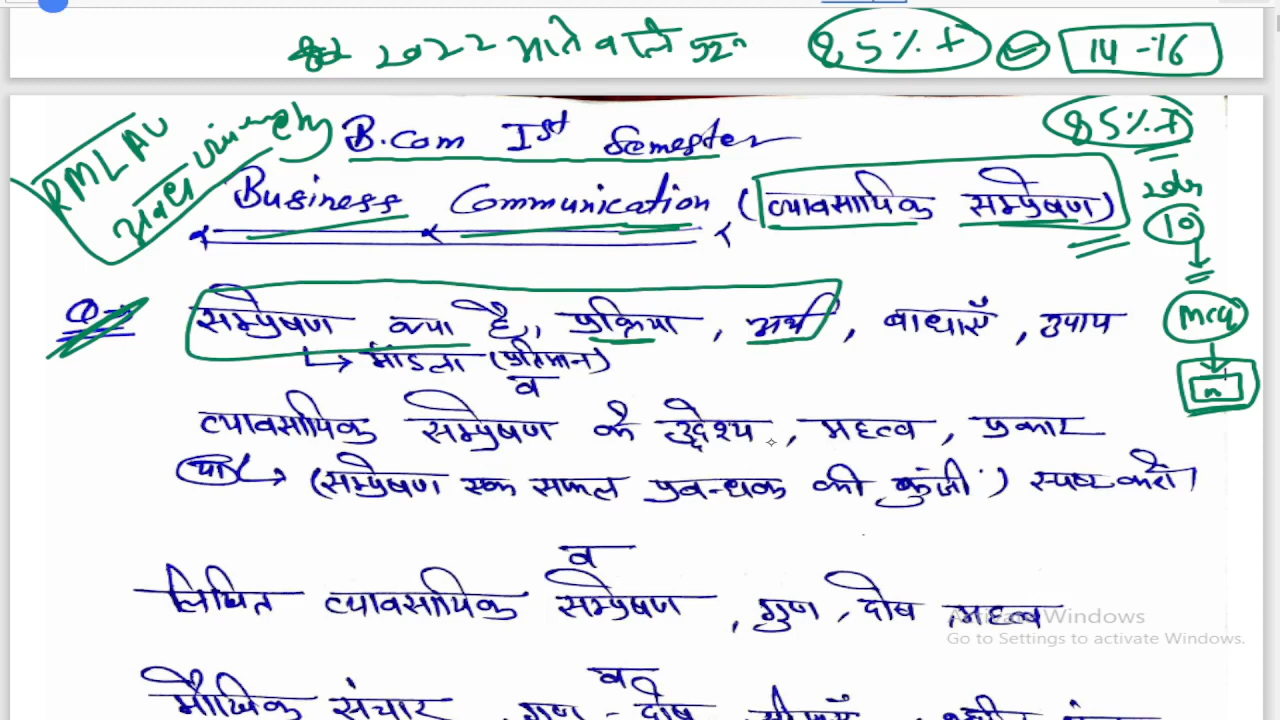 2022 आने वाले प्रश्न 85% + 14-16
RMLAU
अवध University
B.Com Ist Semester
85% +
Business Communication (व्यावसायिक सम्प्रेषण)
10
Q→ सम्प्रेषण क्या है, प्रक्रिया, अर्थ, बाधाएँ, उपाय
mcq
↳ मॉडल (प्रतिमान)
व
व्यावसायिक सम्प्रेषण के उद्देश्य, महत्व, प्रकार
या → (सम्प्रेषण एक सफल प्रबन्धक की कुंजी) स्पष्ट करो।
व
लिखित व्यावसायिक सम्प्रेषण, गुण, दोष महत्व
Activate Windows
Go to Settings to activate Windows.
व
मौखिक संचार, गुण - दोष